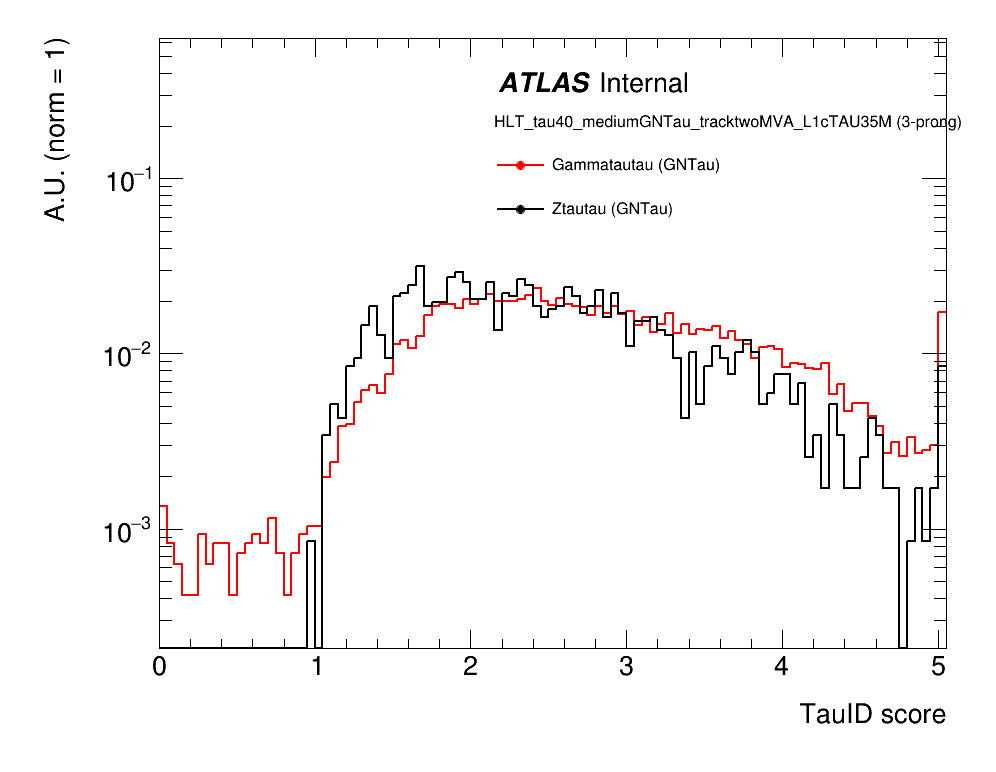 A.U. (norm = 1)
ATLAS Internal
HLT_tau40_mediumGNTau_tracktwoMVA_L1cTAU35M (3-prong)
Gammatautau (GNTau)
Ztautau (GNTau)
10⁻¹
10⁻²
10⁻³
0 1 2 3 4 5
TauID score